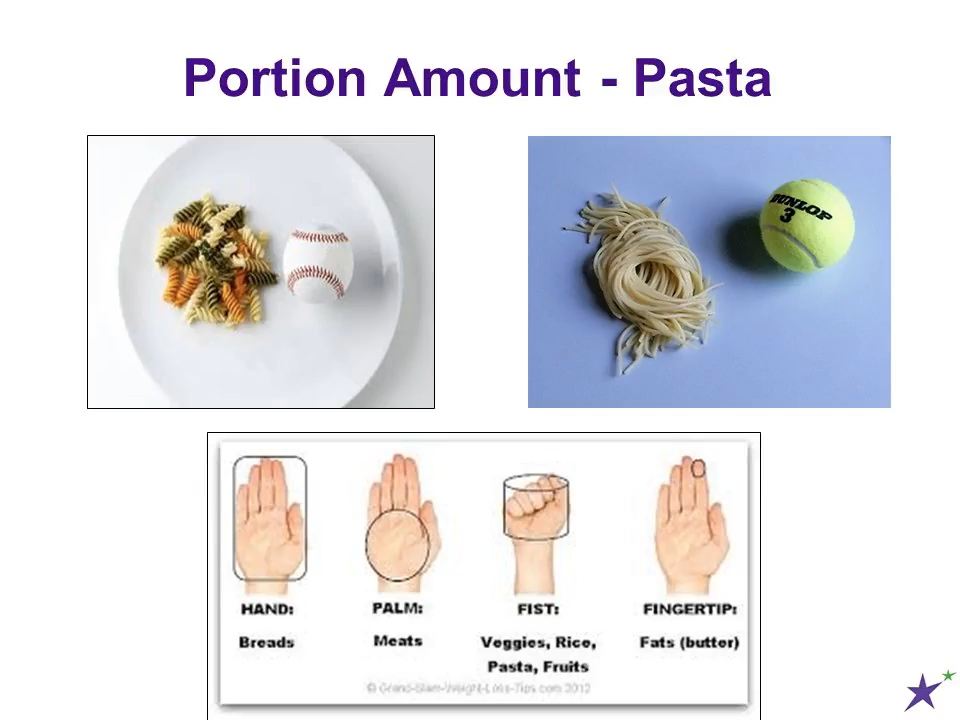 Portion Amount - Pasta
DUNLOP
3
HAND:
Breads
PALM:
Meats
FIST:
Veggies, Rice,
Pasta, Fruits
FINGERTIP:
Fats (butter)
© Grand-Slam-Weight-Loss-Tips.com 2012